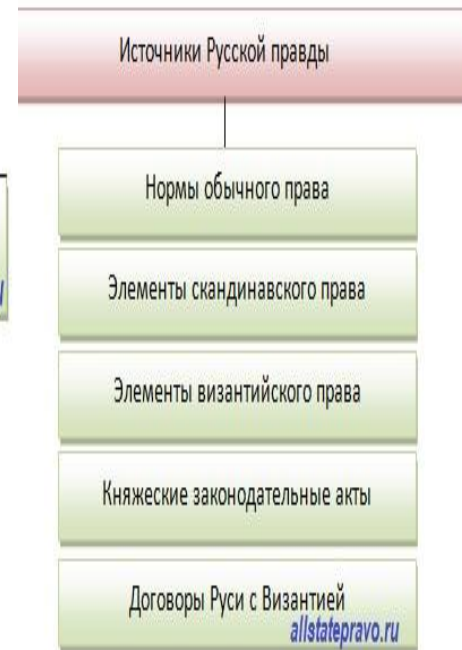 Источники Русской правды
Нормы обычного права
Элементы скандинавского права
Элементы византийского права
Княжеские законодательные акты
Договоры Руси с Византией
allstatepravo.ru